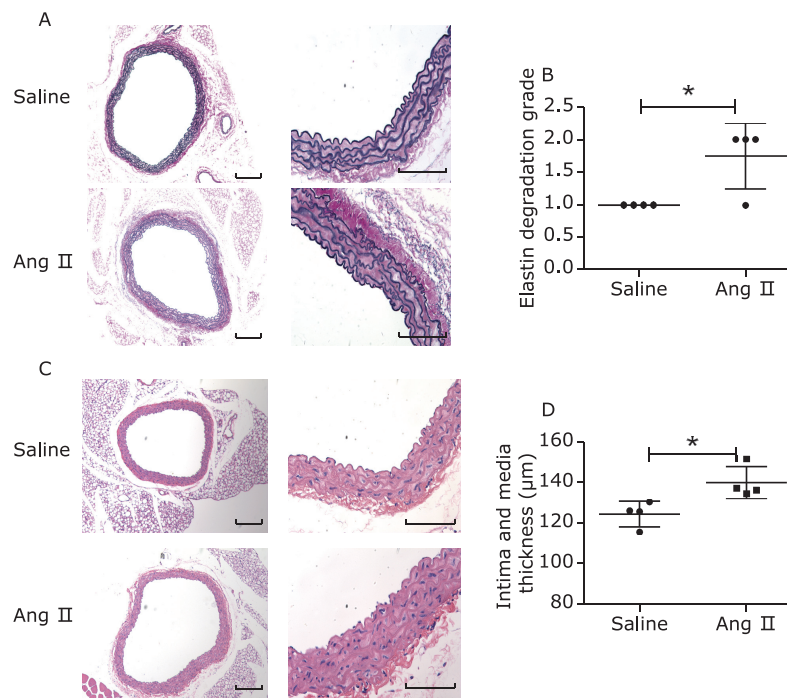 A
Saline
Ang Ⅱ
B
Elastin degradation grade
2.5
2.0
1.5
1.0
0.5
0.0
*
Saline
Ang Ⅱ
C
Saline
Ang Ⅱ
D
Intima and media
thickness (μm)
160
140
120
100
80
*
Saline
Ang Ⅱ